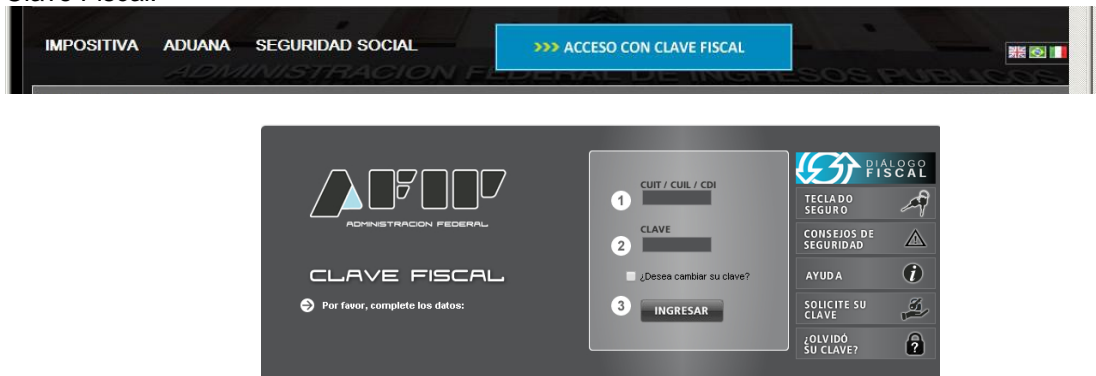 IMPOSITIVA ADUANA SEGURIDAD SOCIAL >>> ACCESO CON CLAVE FISCAL
ADMINISTRACION FEDERAL DE INGRESOS PUBLICOS
AFIP
ADMINISTRACION FEDERAL
CLAVE FISCAL
Por favor, complete los datos:
1 CUIT / CUIL / CDI
2 CLAVE
¿Desea cambiar su clave?
3 INGRESAR
DIÁLOGO
FISCAL
TECLADO
SEGURO
CONSEJOS DE
SEGURIDAD
AYUDA
SOLICITE SU
CLAVE
¿OLVIDÓ
SU CLAVE?